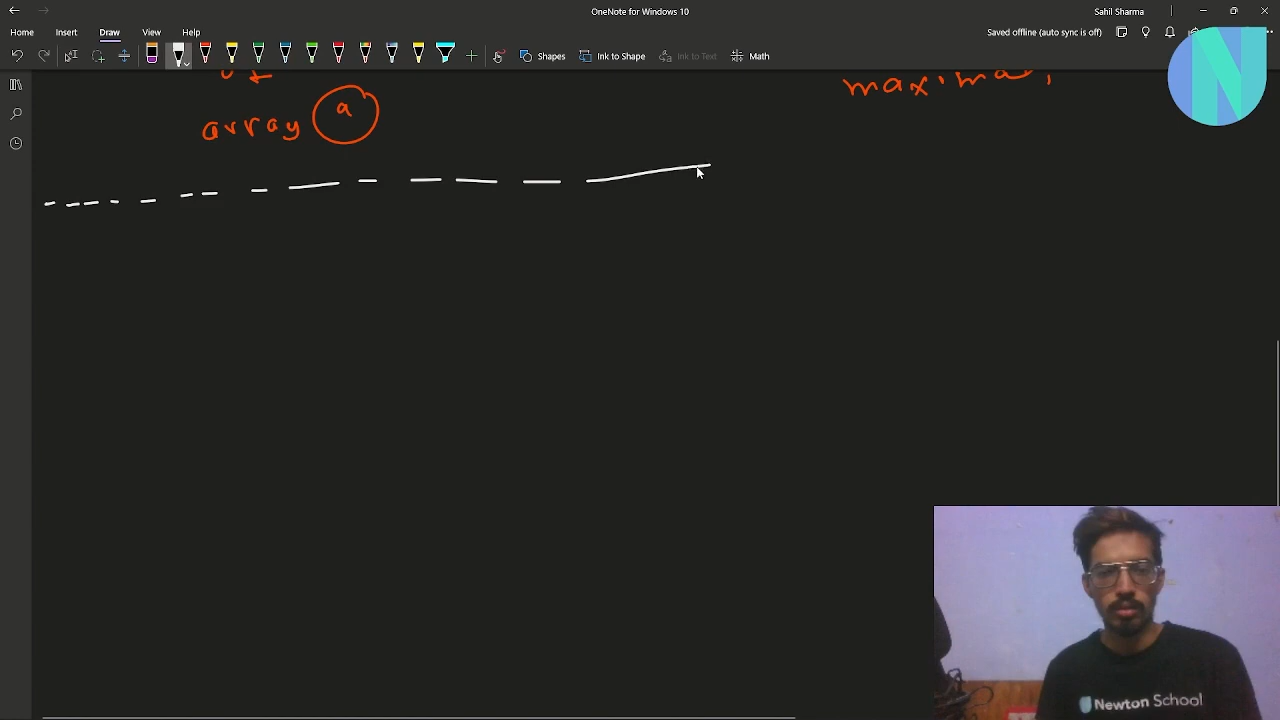 OneNote for Windows 10
Sahil Sharma
Home Insert Draw View Help
Saved offline (auto sync is off)
Shapes Ink to Shape Ink to Text Math
array a
Newton School